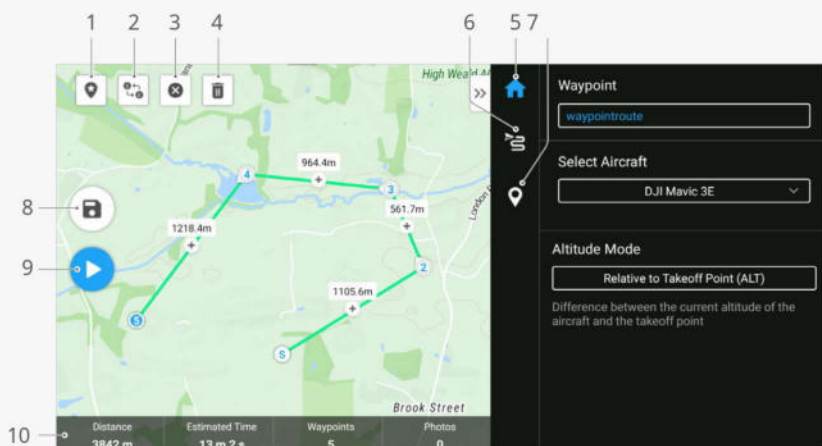 1
2
3
4
6
5 7
High Weald A
Waypoint
waypointroute
Select Aircraft
DJI Mavic 3E
4
964.4m
3
London
561.7m
8
1218.4m
9
2
Altitude Mode
Relative to Takeoff Point (ALT)
Difference between the current altitude of the
aircraft and the takeoff point
1105.6m
5
S
Brook Street
10
Distance
Estimated Time
Waypoints
Photos
3842 m
13 m 2 s
5
0